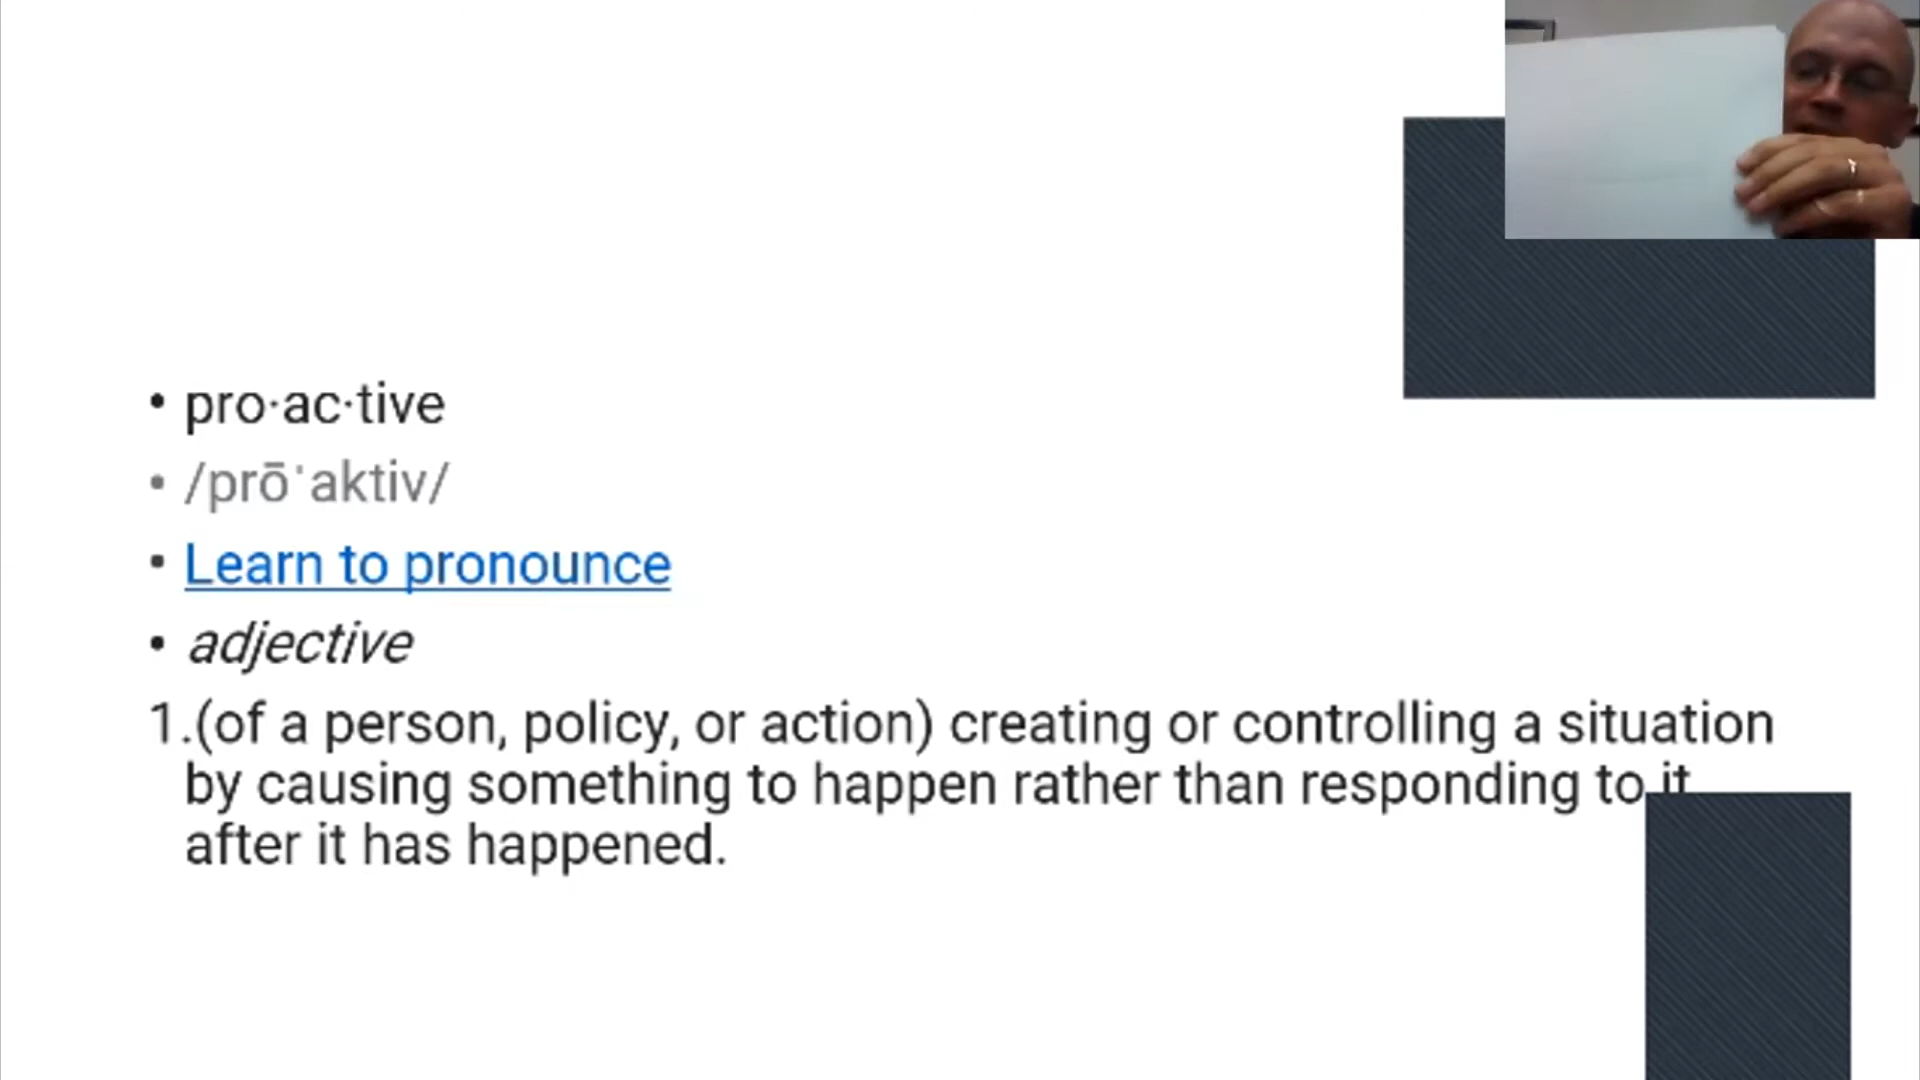 • pro·ac·tive
• /prōˈaktiv/
• Learn to pronounce
• adjective
1.(of a person, policy, or action) creating or controlling a situation
by causing something to happen rather than responding to it
after it has happened.